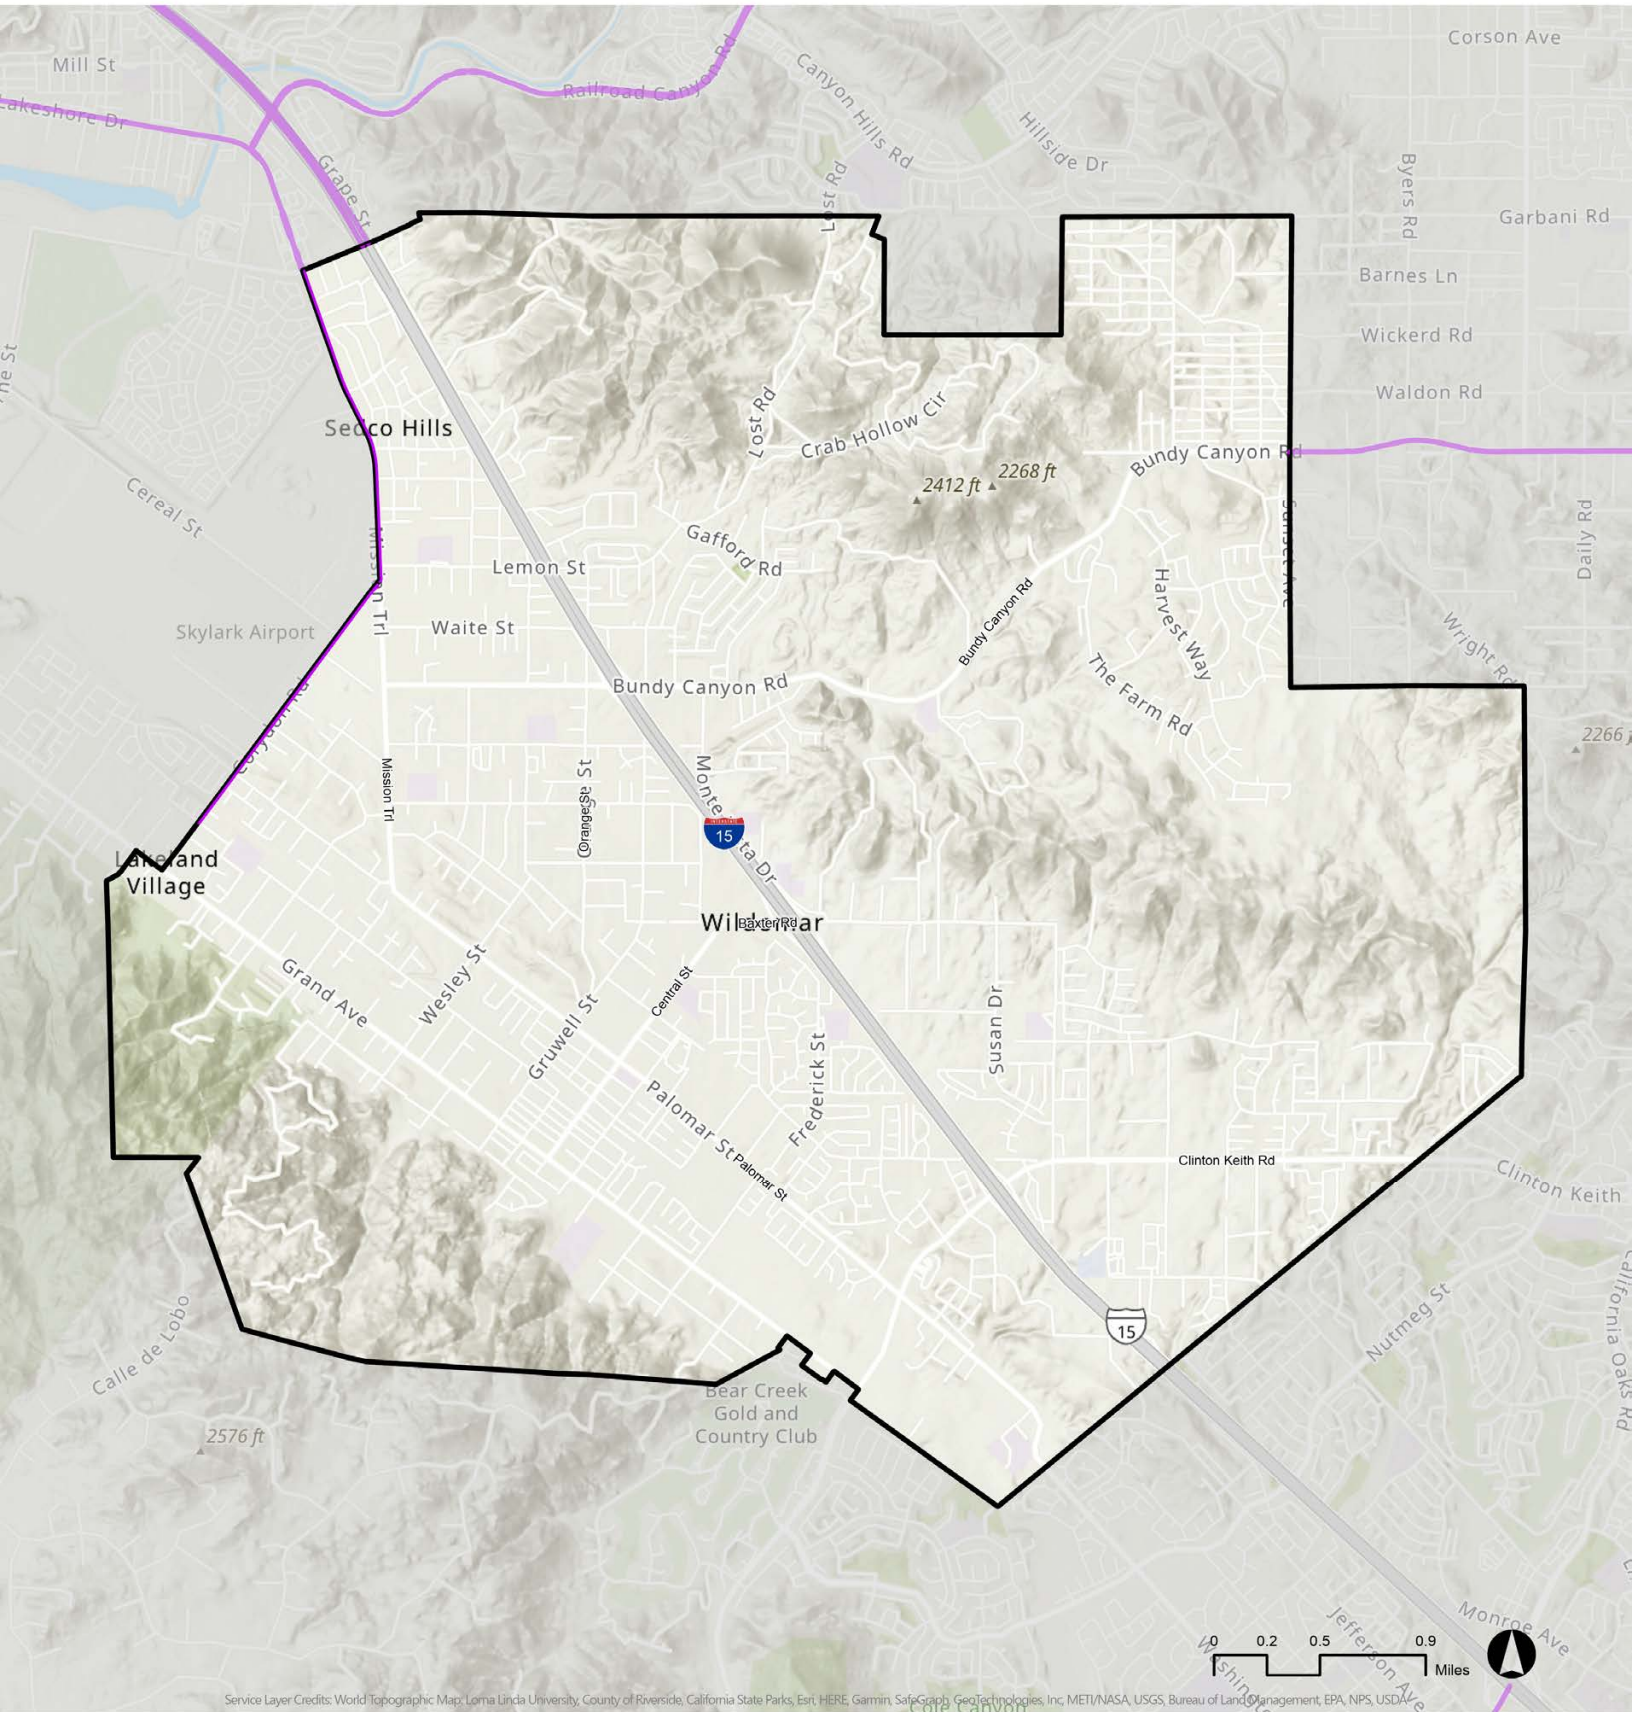 Mill St
Corson Ave
Lakeshore Dr
Railroad Canyon Rd
Canyon Hills Rd
Hillside Dr
Grape St
Lost Rd
Byers Rd
Garbani Rd
Barnes Ln
Wickerd Rd
Waldon Rd
Sedco Hills
Lost Rd
Crab Hollow Cir
Bundy Canyon Rd
2412 ft
2268 ft
Cereal St
Mission Trl
Lemon St
Gafford Rd
Sunset Ave
Daily Rd
Skylark Airport
Waite St
Bundy Canyon Rd
Harvest Way
Wright Rd
Bundy Canyon Rd
The Farm Rd
Corydon Rd
Mission Trl
Orange St
Monte Vista Dr
INTERSTATE
15
Lakeland
Village
Wildomar
Baxter Rd
Grand Ave
Wesley St
Gruwell St
Central St
Susan Dr
Frederick St
Palomar St
Palomar St
Clinton Keith Rd
Clinton Keith
15
Nutmeg St
California Oaks Rd
Calle de Lobo
2576 ft
Bear Creek
Gold and
Country Club
Monroe Ave
Jefferson Ave
0 0.2 0.5 0.9
Miles
Service Layer Credits: World Topographic Map: Loma Linda University, County of Riverside, California State Parks, Esri, HERE, Garmin, SafeGraph, GeoTechnologies, Inc, METI/NASA, USGS, Bureau of Land Management, EPA, NPS, USDA
Cole Canyon